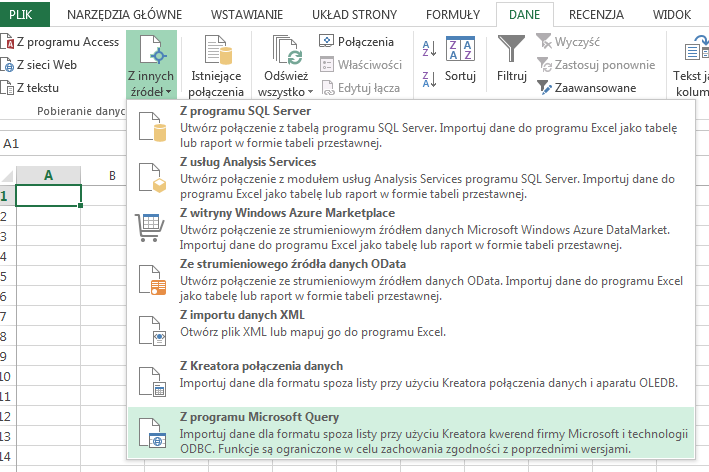 PLIK NARZĘDZIA GŁÓWNE WSTAWIANIE UKŁAD STRONY FORMUŁY DANE RECENZJA WIDOK
Z programu Access
Z sieci Web
Z tekstu
Z innych źródeł
Istniejące połączenia
Odśwież wszystko
Połączenia
Właściwości
Edytuj łącza
A Z
Z A
Z A
A Z
Sortuj
Filtruj
Wyczyść
Zastosuj ponownie
Zaawansowane
Tekst ja
kolum
Pobieranie danyc
Z programu SQL Server
Utwórz połączenie z tabelą programu SQL Server. Importuj dane do programu Excel jako tabelę
lub raport w formie tabeli przestawnej.
Z usług Analysis Services
Utwórz połączenie z modułem usług Analysis Services programu SQL Server. Importuj dane do
programu Excel jako tabelę lub raport w formie tabeli przestawnej.
Z witryny Windows Azure Marketplace
Utwórz połączenie ze strumieniowym źródłem danych Microsoft Windows Azure DataMarket.
Importuj dane do programu Excel jako tabelę lub raport w formie tabeli przestawnej.
Ze strumieniowego źródła danych OData
Utwórz połączenie ze strumieniowym źródłem danych OData. Importuj dane do programu Excel
jako tabelę lub raport w formie tabeli przestawnej.
Z importu danych XML
Otwórz plik XML lub mapuj go do programu Excel.
Z Kreatora połączenia danych
Importuj dane dla formatu spoza listy przy użyciu Kreatora połączenia danych i aparatu OLEDB.
Z programu Microsoft Query
Importuj dane dla formatu spoza listy przy użyciu Kreatora kwerend firmy Microsoft i technologii
ODBC. Funkcje są ograniczone w celu zachowania zgodności z poprzednimi wersjami.
A1
A B
1
2
3
4
5
6
7
8
9
10
11
12
13
14